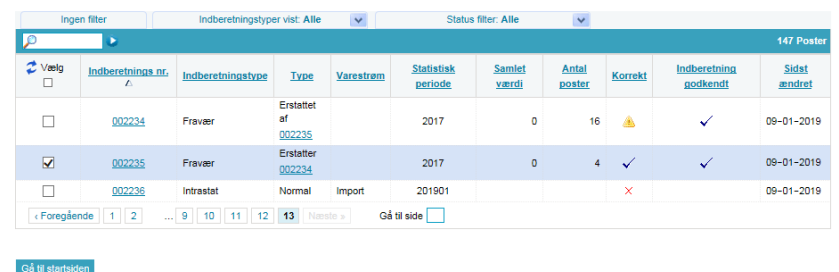 Ingen filter Indberetningstyper vist: Alle Status filter: Alle
147 Poster
Vælg Indberetnings nr. Indberetningstype Type Varestrøm Statistisk periode Samlet værdi Antal poster Korrekt Indberetning godkendt Sidst ændret
002234 Fravær Erstattet af 002235 2017 0 16 09-01-2019
002235 Fravær Erstatter 002234 2017 0 4 09-01-2019
002236 Intrastat Normal Import 201901 09-01-2019
‹ Foregående 1 2 ... 9 10 11 12 13 Næste » Gå til side
Gå til startsiden